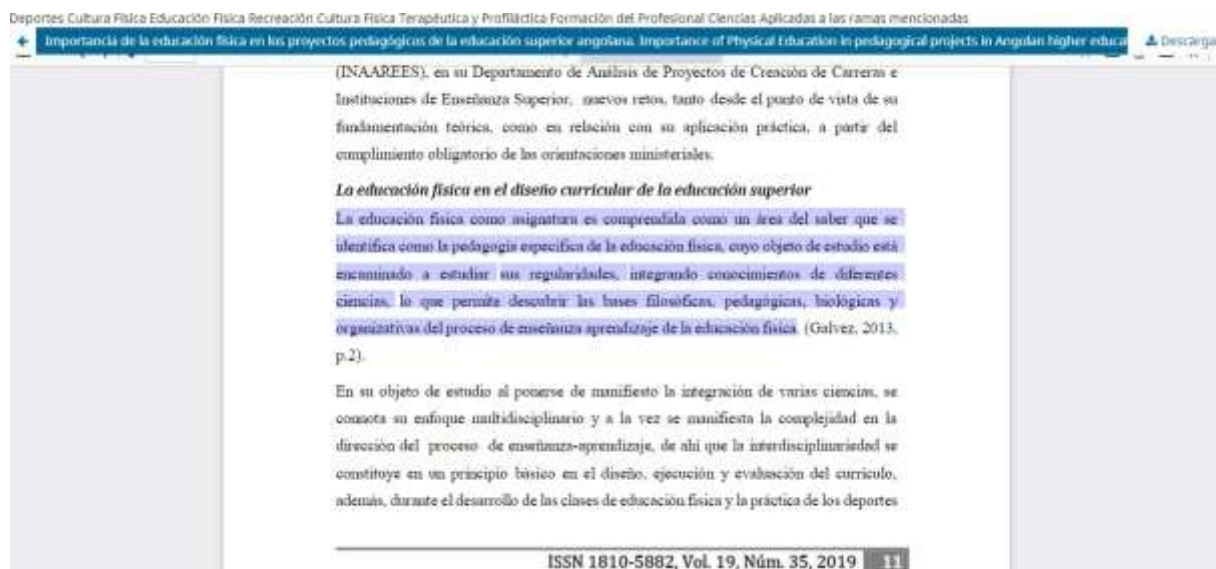 Deportes Cultura Física Educación Física Recreación Cultura Física Terapéutica y Profiláctica Formación del Profesional Ciencias Aplicadas a las ramas mencionadas
Importancia de la educación física en los proyectos pedagógicos de la educación superior angolana. Importance of Physical Education in pedagogical projects in Angolan higher educa
Descarga
(INAAREES), en su Departamento de Análisis de Proyectos de Creación de Carreras e
Instituciones de Enseñanza Superior, nuevos retos, tanto desde el punto de vista de su
fundamentación teórica, como en relación con su aplicación práctica, a partir del
cumplimiento obligatorio de las orientaciones ministeriales.
La educación física en el diseño curricular de la educación superior
La educación física como asignatura es comprendida como un área del saber que se
identifica como la pedagogía específica de la educación física, cuyo objeto de estudio está
encaminado a estudiar sus regularidades, integrando conocimientos de diferentes
ciencias, lo que permite descubrir las bases filosóficas, pedagógicas, biológicas y
organizativas del proceso de enseñanza aprendizaje de la educación física. (Galvez, 2013,
p.2).
En su objeto de estudio al ponerse de manifiesto la integración de varias ciencias, se
connota su enfoque multidisciplinario y a la vez se manifiesta la complejidad en la
dirección del proceso de enseñanza-aprendizaje, de ahí que la interdisciplinariedad se
constituye en un principio básico en el diseño, ejecución y evaluación del currículo,
además, durante el desarrollo de las clases de educación física y la práctica de los deportes
ISSN 1810-5882, Vol. 19, Núm. 35, 2019 11